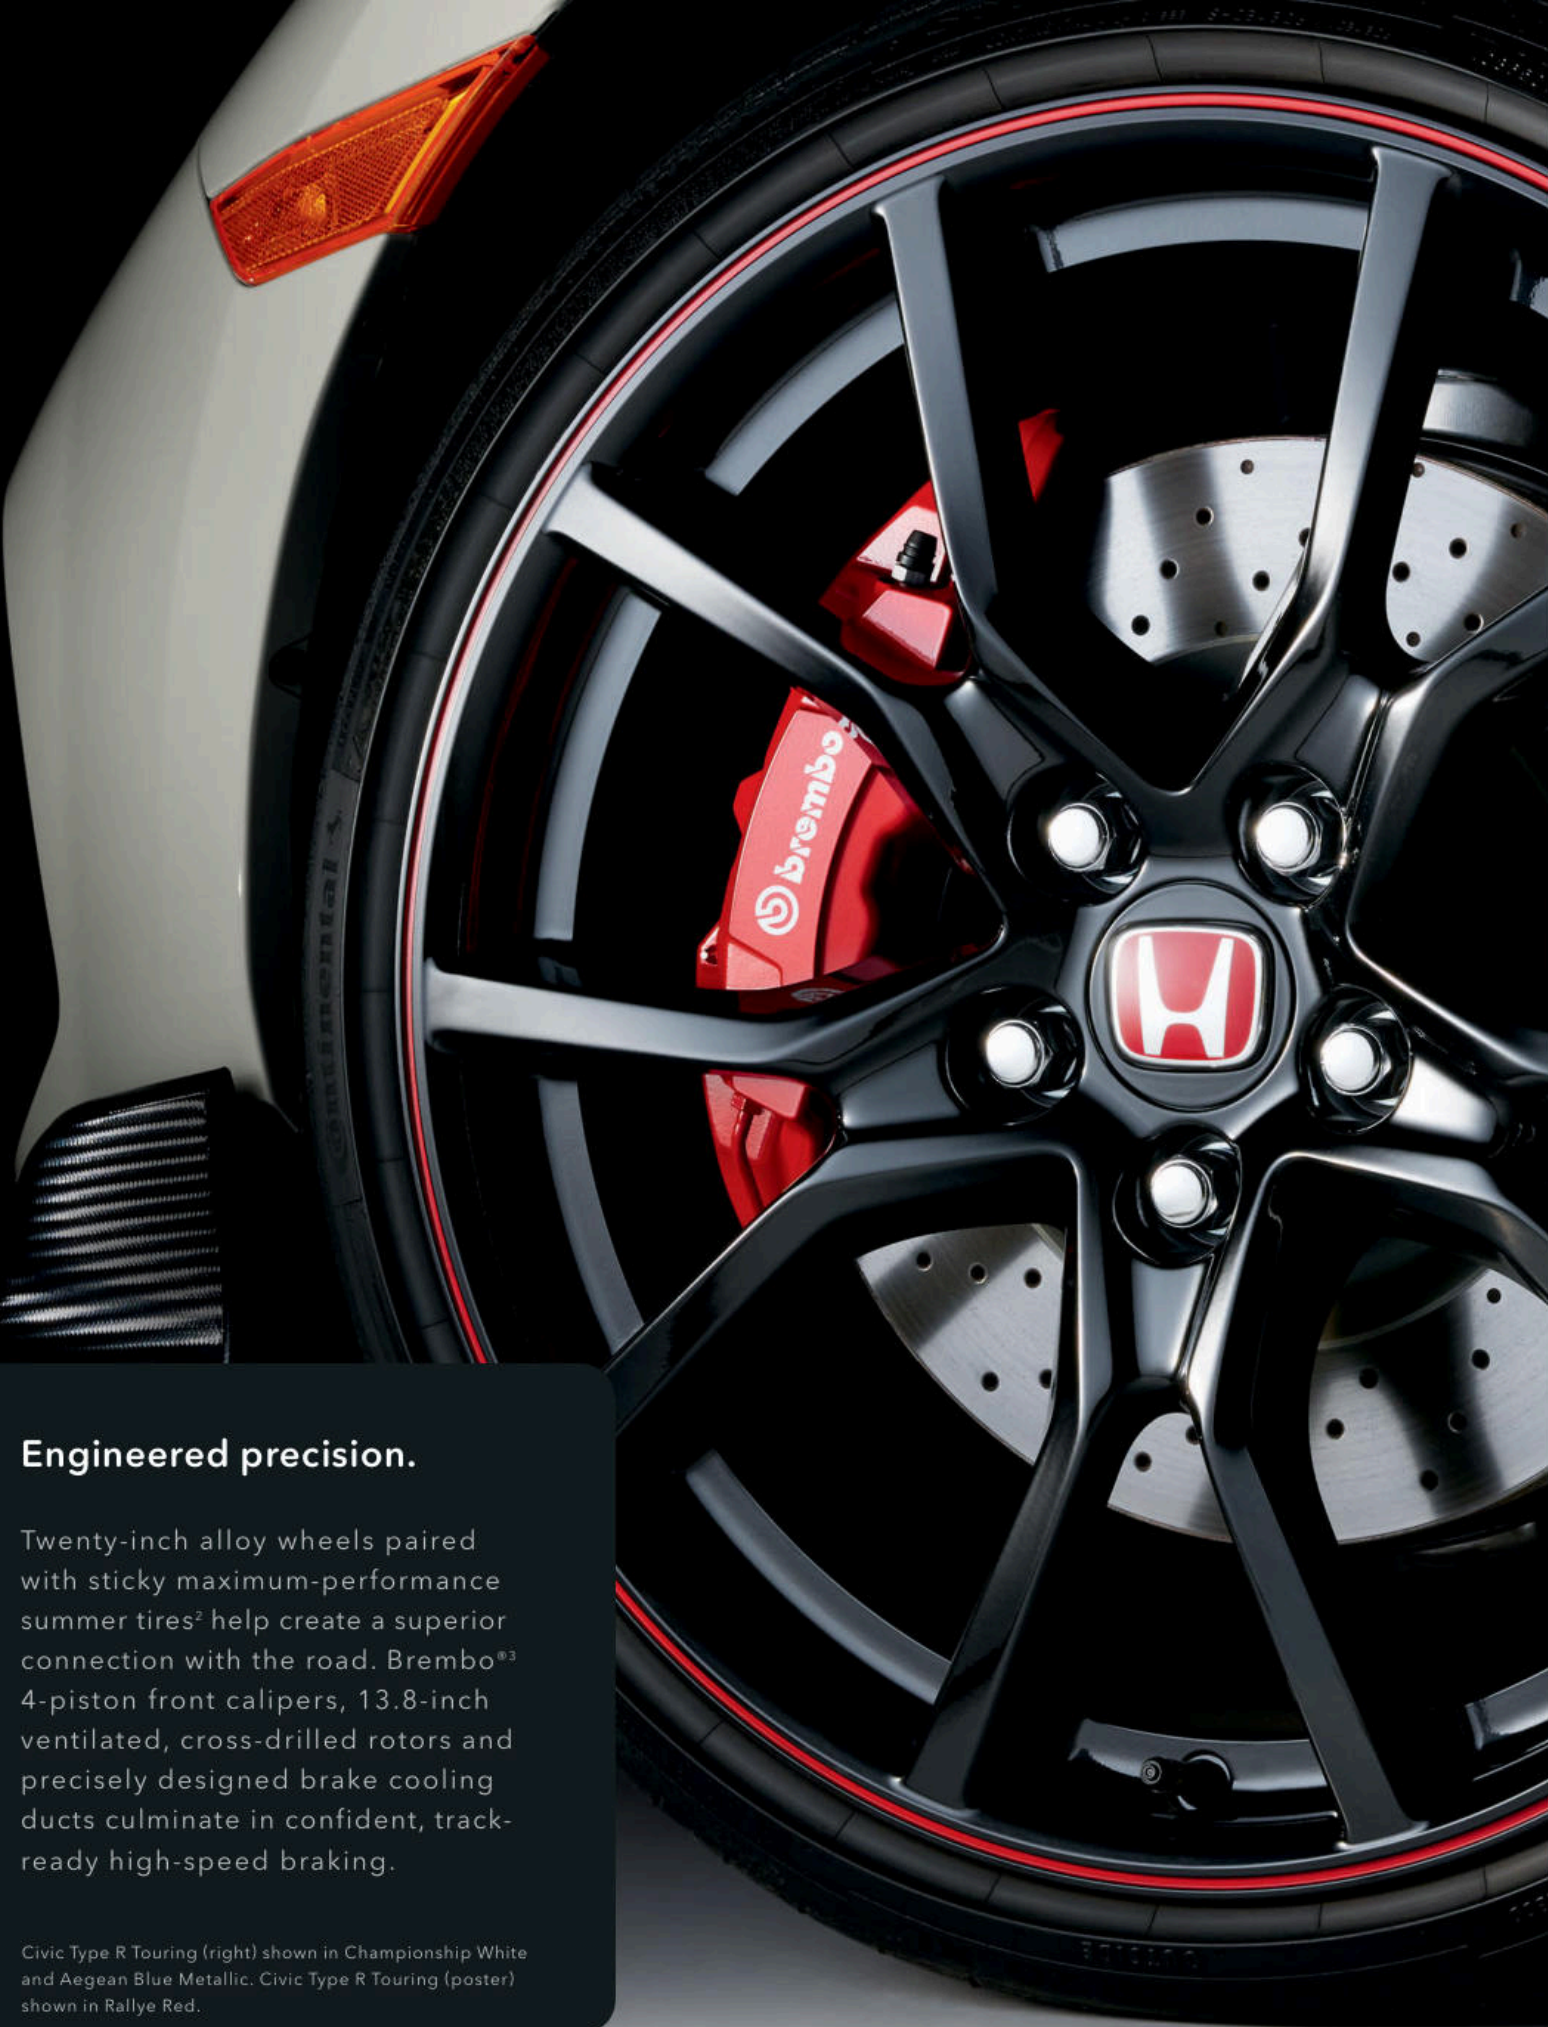 brembo
Continental
Engineered precision.
Twenty-inch alloy wheels paired
with sticky maximum-performance
summer tires² help create a superior
connection with the road. Brembo®³
4-piston front calipers, 13.8-inch
ventilated, cross-drilled rotors and
precisely designed brake cooling
ducts culminate in confident, track-
ready high-speed braking.
Civic Type R Touring (right) shown in Championship White
and Aegean Blue Metallic. Civic Type R Touring (poster)
shown in Rallye Red.